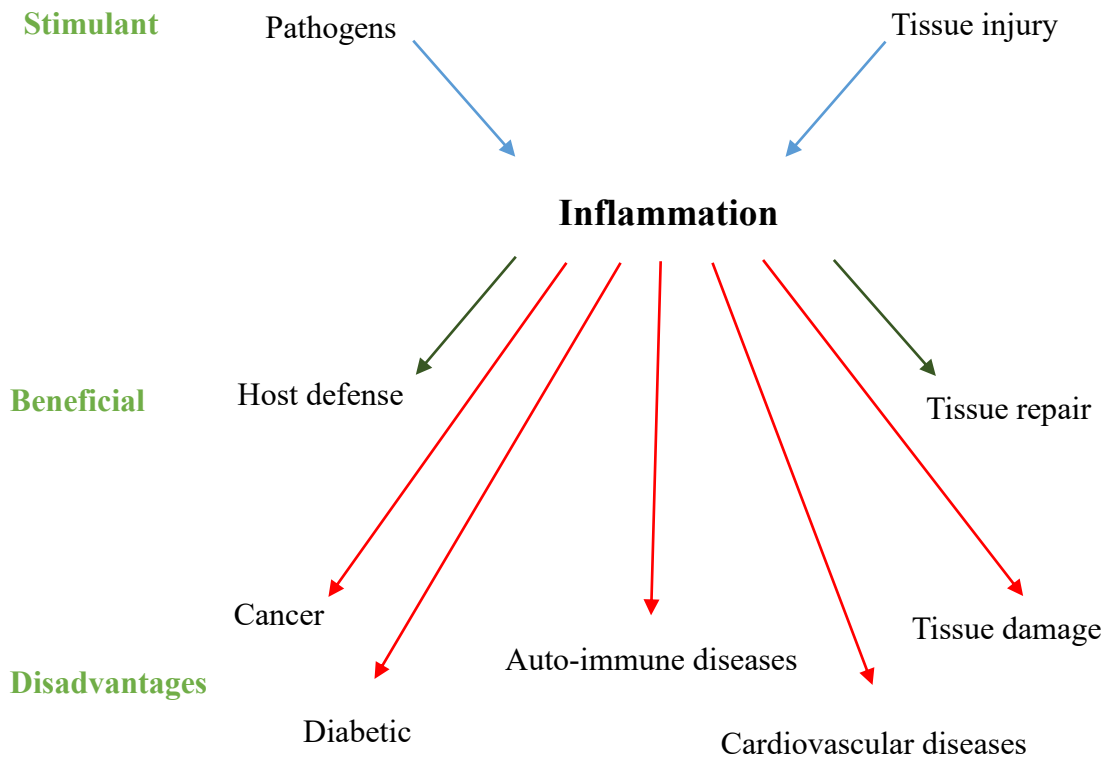 Stimulant
Pathogens
Tissue injury
Inflammation
Beneficial
Host defense
Tissue repair
Cancer
Tissue damage
Auto-immune diseases
Disadvantages
Diabetic
Cardiovascular diseases